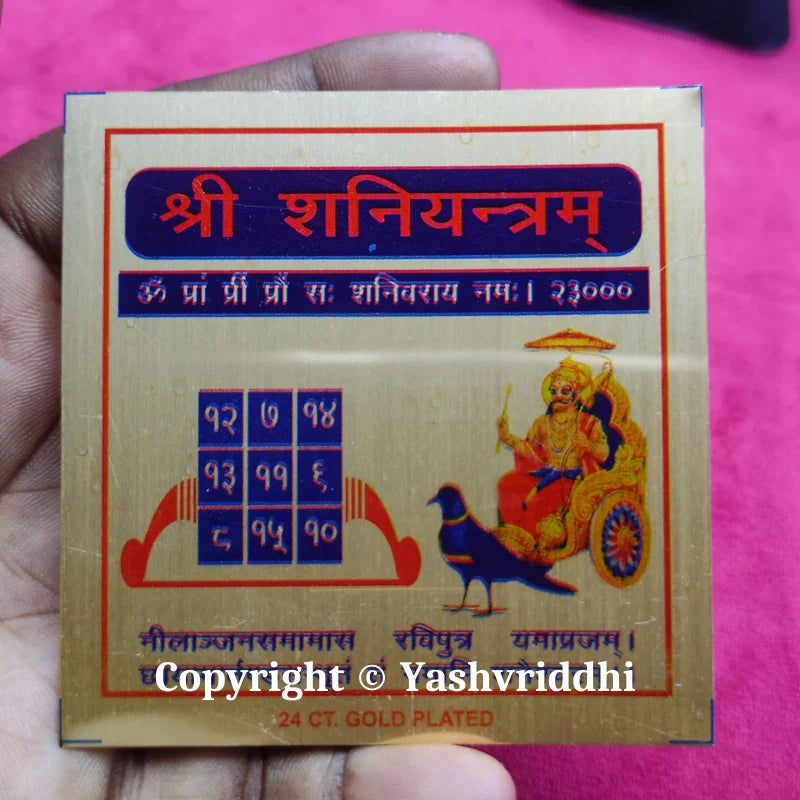 श्री शनियन्त्रम्
ॐ प्रां प्रीं प्रौं सः शनिवराय नमः। २३०००
१२ ७ १४
१३ ११ ६
८ १५ १०
नीलाञ्जनसमामास रविपुत्र यमाप्रजम्।
Copyright © Yashvriddhi
24 CT. GOLD PLATED